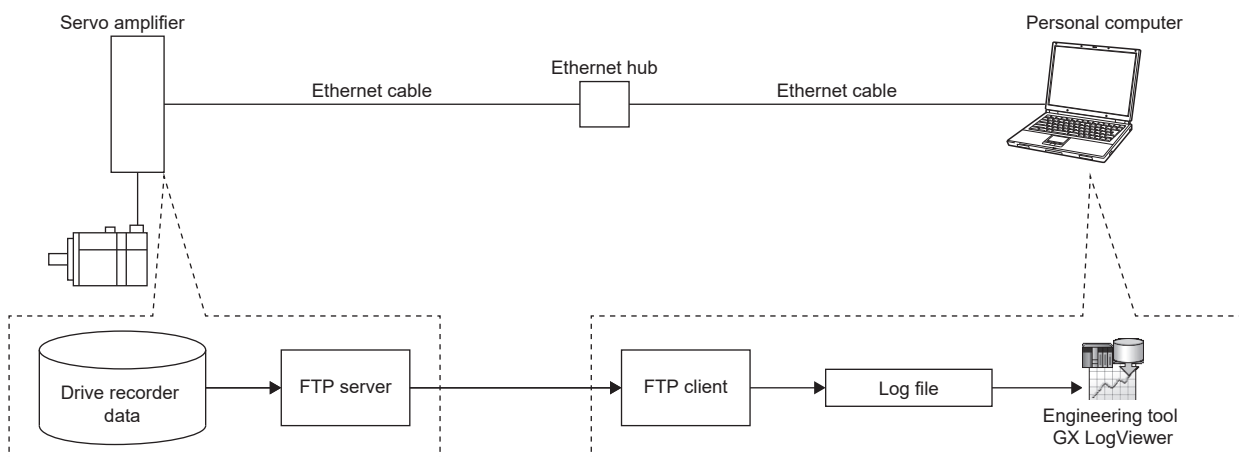 Servo amplifier
Personal computer
Ethernet hub
Ethernet cable
Ethernet cable
Drive recorder
data
FTP server
FTP client
Log file
Engineering tool
GX LogViewer